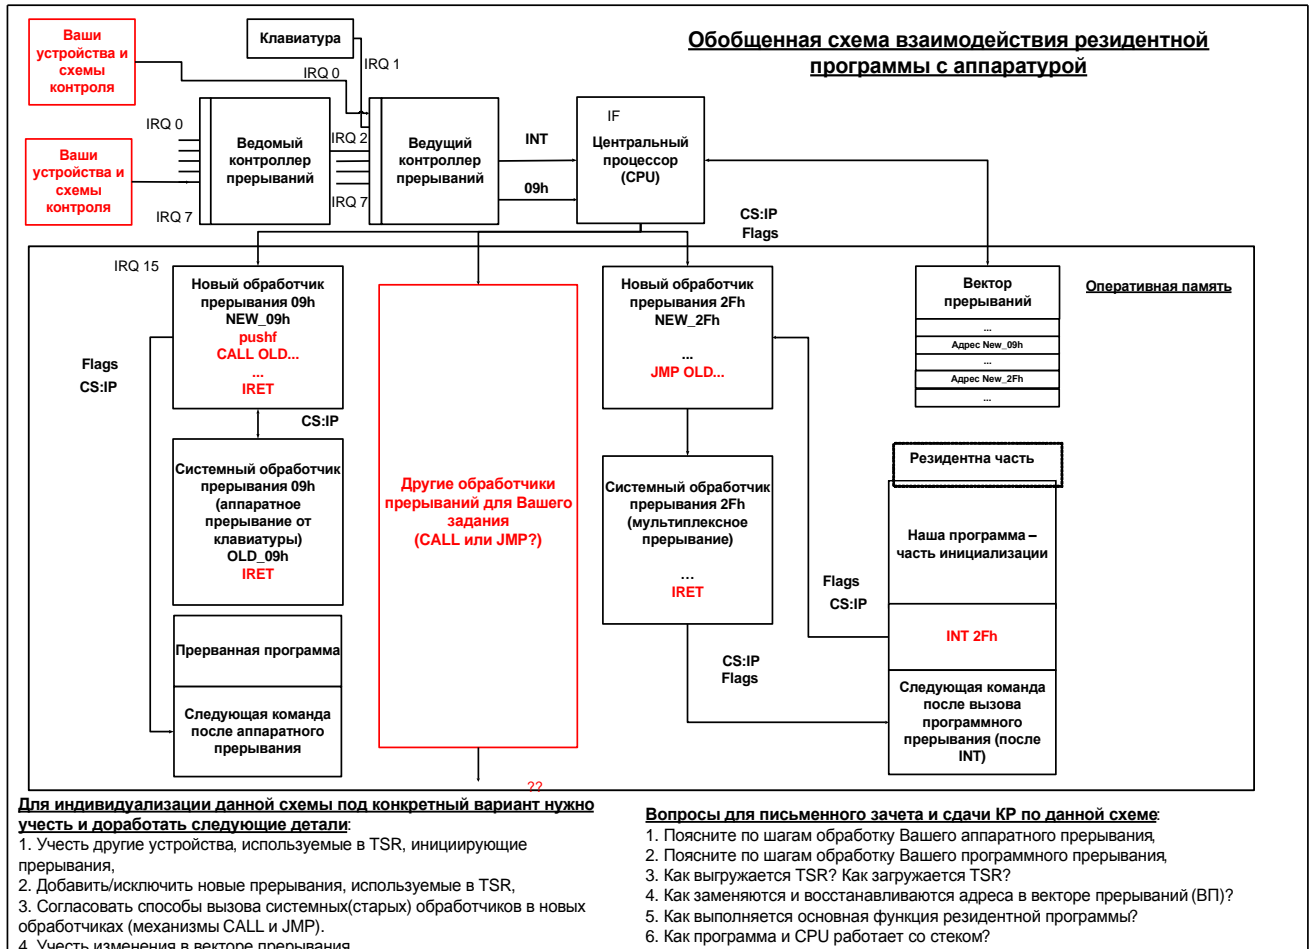 Обобщенная схема взаимодействия резидентной
программы с аппаратурой
Ваши
устройства и
схемы
контроля
Клавиатура
IRQ 0
IRQ 1
IRQ 0
Ваши
устройства и
схемы
контроля
IRQ 7
Ведомый
контроллер
прерываний
IRQ 2
IRQ 7
Ведущий
контроллер
прерываний
INT
09h
IF
Центральный
процессор
(CPU)
CS:IP
Flags
IRQ 15
Новый обработчик
прерывания 09h
NEW_09h
pushf
CALL OLD...
...
IRET
Flags
CS:IP
CS:IP
Системный обработчик
прерывания 09h
(аппаратное
прерывание от
клавиатуры)
OLD_09h
IRET
Прерванная программа
Следующая команда
после аппаратного
прерывания
Другие обработчики
прерываний для Вашего
задания
(CALL или JMP?)
??
Новый обработчик
прерывания 2Fh
NEW_2Fh
...
JMP OLD...
Системный обработчик
прерывания 2Fh
(мультиплексное
прерывание)
...
IRET
CS:IP
Flags
Flags
CS:IP
Вектор
прерываний
...
Адрес New_09h
...
Адрес New_2Fh
...
Оперативная память
Резидентна часть
Наша программа –
часть инициализации
INT 2Fh
Следующая команда
после вызова
программного
прерывания (после
INT)
Для индивидуализации данной схемы под конкретный вариант нужно
учесть и доработать следующие детали:
1. Учесть другие устройства, используемые в TSR, инициирующие
прерывания,
2. Добавить/исключить новые прерывания, используемые в TSR,
3. Согласовать способы вызова системных(старых) обработчиков в новых
обработчиках (механизмы CALL и JMP).
4. Учесть изменения в векторе прерывания
Вопросы для письменного зачета и сдачи КР по данной схеме:
1. Поясните по шагам обработку Вашего аппаратного прерывания,
2. Поясните по шагам обработку Вашего программного прерывания,
3. Как выгружается TSR? Как загружается TSR?
4. Как заменяются и восстанавливаются адреса в векторе прерываний (ВП)?
5. Как выполняется основная функция резидентной программы?
6. Как программа и CPU работает со стеком?